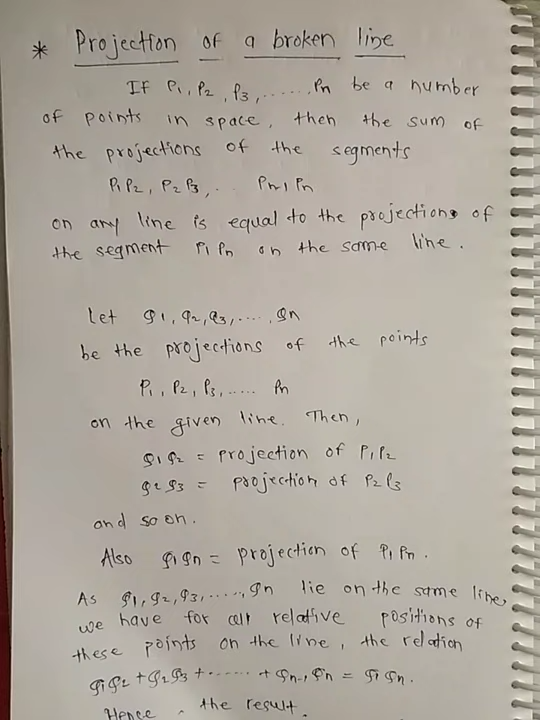 * Projection of a broken line
If P1, P2, P3, ...... Pn be a number
of points in space, then the sum of
the projections of the segments
P1P2, P2P3, .. Pn-1 Pn
on any line is equal to the projections of
the segment P1 Pn on the same line.
Let Q1, Q2, Q3, ....., Qn
be the projections of the points
P1, P2, P3, ..... Pn
on the given line. Then,
Q1Q2 = projection of P1P2
Q2Q3 = projection of P2P3
and so on.
Also Q1Qn = projection of P1Pn.
As Q1, Q2, Q3, ....., Qn lie on the same line,
we have for all relative positions of
these points on the line, the relation
Q1Q2 + Q2Q3 + ...... + Qn-1Qn = Q1Qn.
Hence the result.